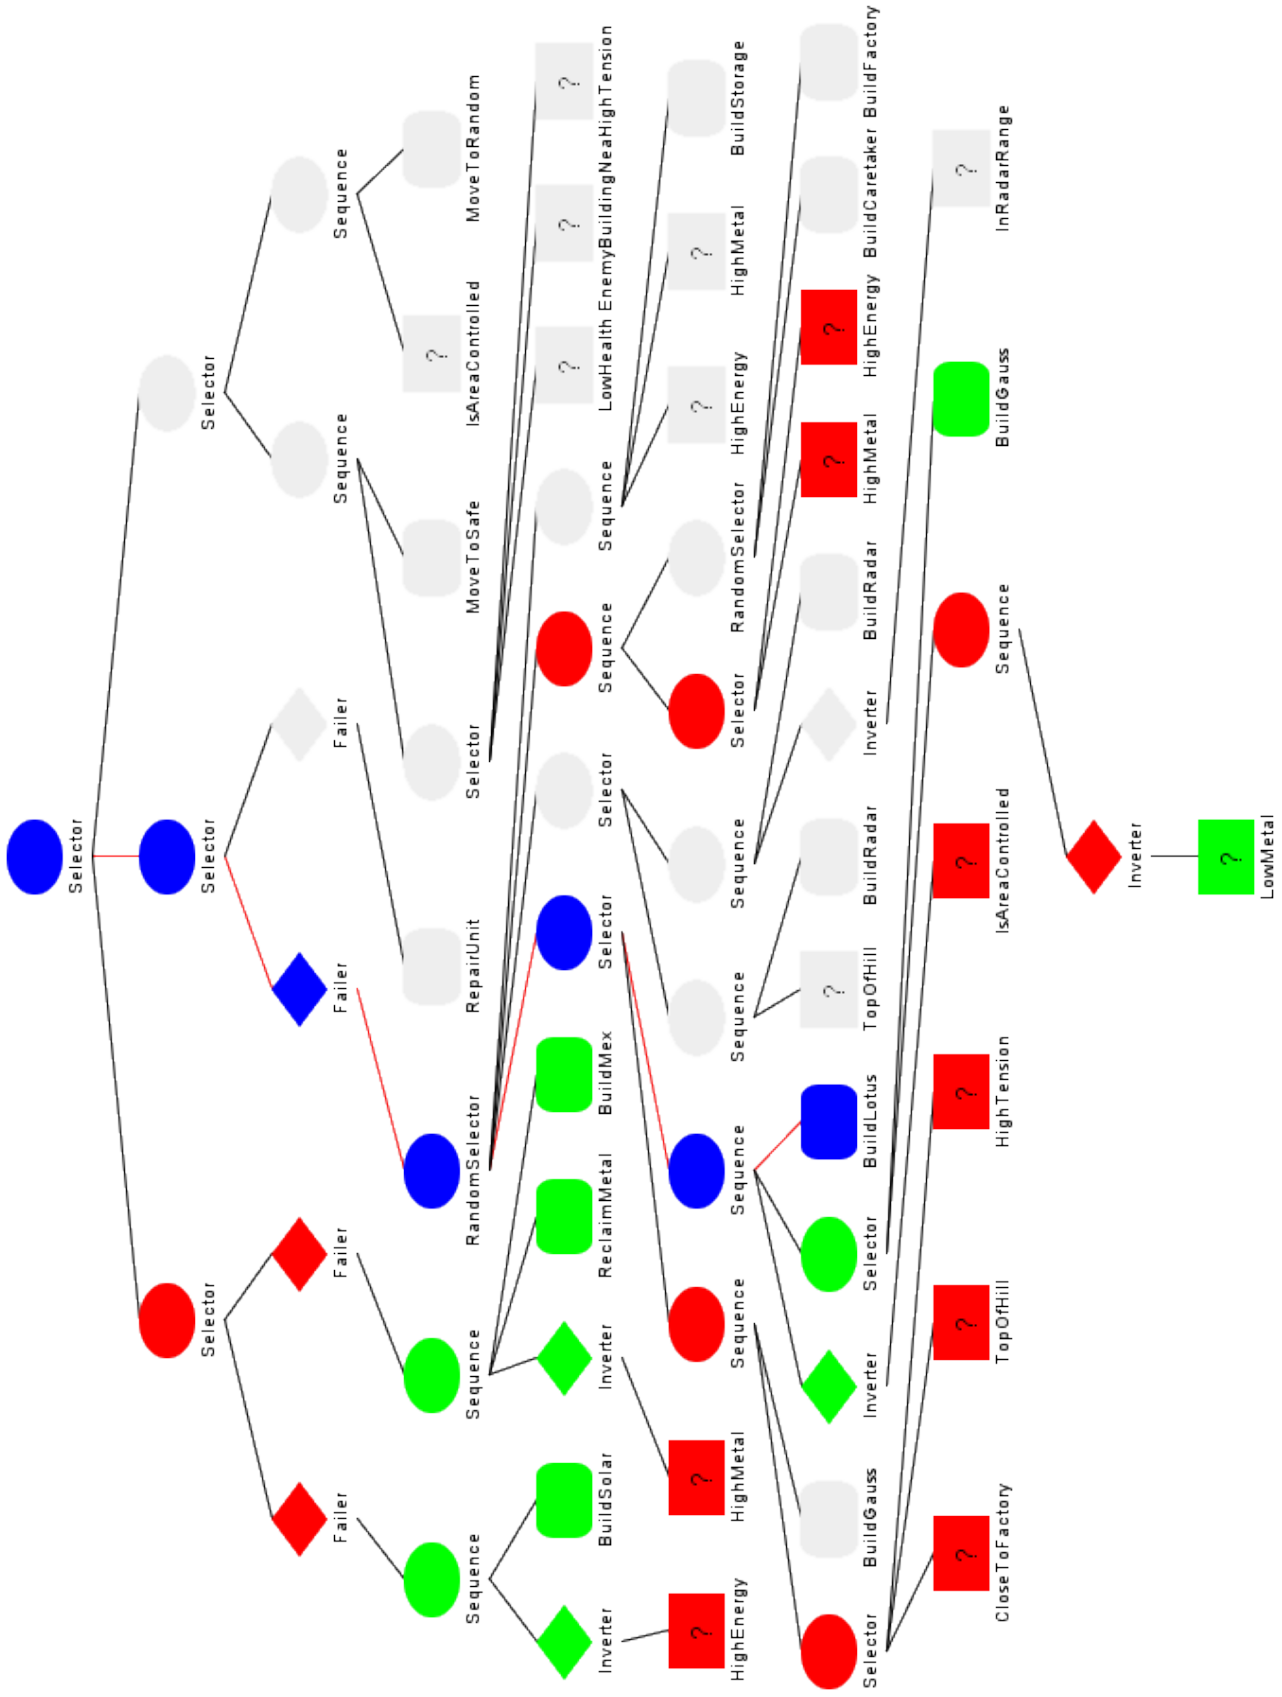 Selector
Selector Selector Selector
Failer Failer Failer Failer Sequence Sequence
?
Sequence Sequence RandomSelector RepairUnit Selector MoveToSafe IsAreaControlled MoveToRandom
? ? ?
Inverter BuildSolar Inverter ReclaimMetal BuildMex Selector Selector Sequence Sequence LowHealth EnemyBuildingNeaHighTension
? ? ? ?
HighEnergy HighMetal Sequence Sequence Sequence Sequence Selector RandomSelector HighEnergy HighMetal BuildStorage
? ? ?
Selector BuildGauss Inverter Selector BuildLotus TopOfHill BuildRadar Inverter BuildRadar HighMetal HighEnergy BuildCaretaker BuildFactory
? ? ? ? ?
CloseToFactory TopOfHill HighTension IsAreaControlled Sequence BuildGauss InRadarRange
Inverter
?
LowMetal